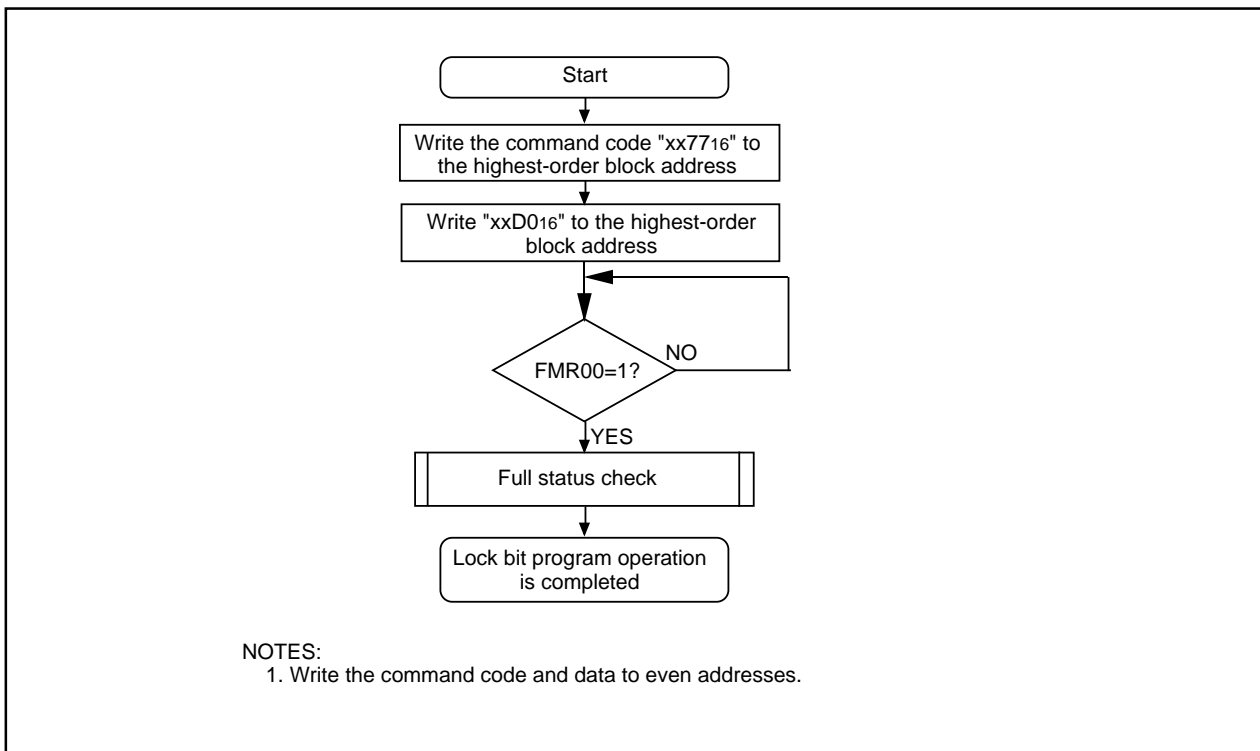 Start
Write the command code "xx7716" to
the highest-order block address
Write "xxD016" to the highest-order
block address
FMR00=1?
NO
YES
Full status check
Lock bit program operation
is completed
NOTES:
1. Write the command code and data to even addresses.